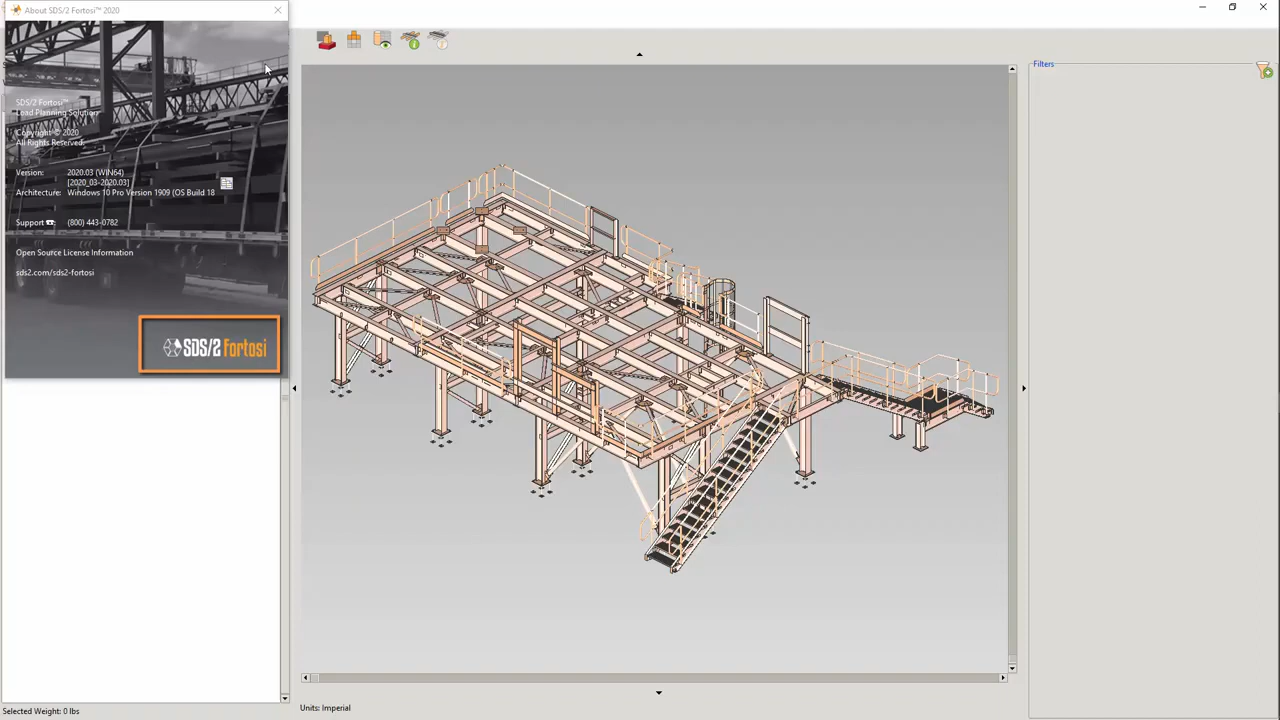 About SDS/2 Fortosi™ 2020
SDS/2 Fortosi™
Load Planning Solution
Copyright © 2020
All Rights Reserved.
Version: 2020.03 (WIN64)
[2020_03-2020.03]
Architecture: Windows 10 Pro Version 1909 (OS Build 18
Support ☎: (800) 443-0782
Open Source License Information
sds2.com/sds2-fortosi
SDS/2 Fortosi
Filters
Selected Weight: 0 lbs
Units: Imperial